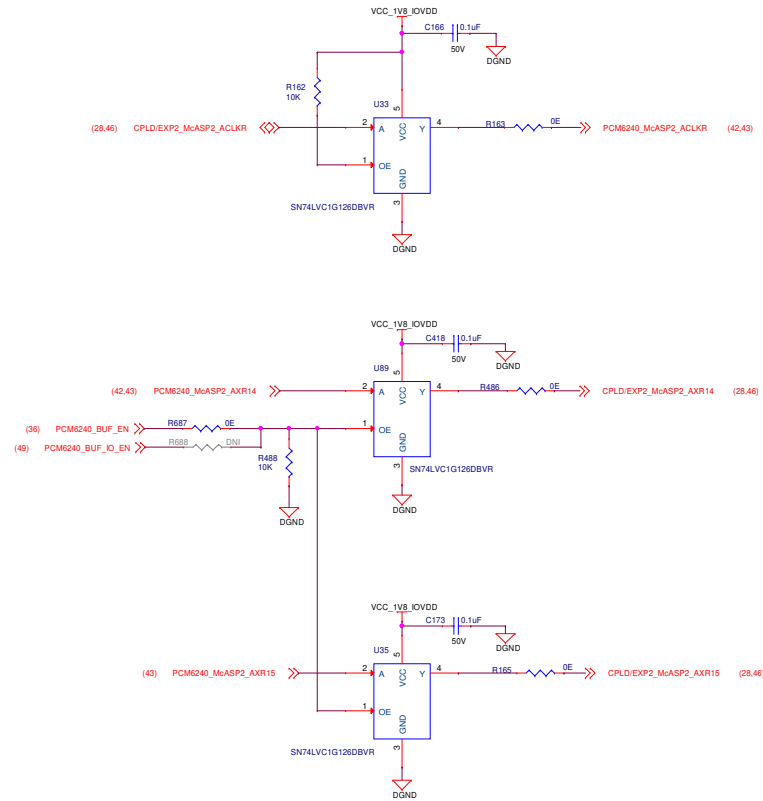 VCC_1V8_IOVDD
C166 0.1uF
50V
DGND
R162
10K
U33
(28,46) CPLD/EXP2_McASP2_ACLKR
2 A VCC 5 Y 4
R163 0E
PCM6240_McASP2_ACLKR (42,43)
1 OE GND 3
SN74LVC1G126DBVR
DGND
VCC_1V8_IOVDD
C418 0.1uF
50V
DGND
U89
(42,43) PCM6240_McASP2_AXR14
2 A VCC 5 Y 4
R486 0E
CPLD/EXP2_McASP2_AXR14 (28,46)
(36) PCM6240_BUF_EN
R687 0E
1 OE GND 3
(49) PCM6240_BUF_IO_EN
R688 DNI
R488
10K
SN74LVC1G126DBVR
DGND
DGND
VCC_1V8_IOVDD
C173 0.1uF
50V
DGND
U35
(43) PCM6240_McASP2_AXR15
2 A VCC 5 Y 4
R165 0E
CPLD/EXP2_McASP2_AXR15 (28,46)
1 OE GND 3
SN74LVC1G126DBVR
DGND